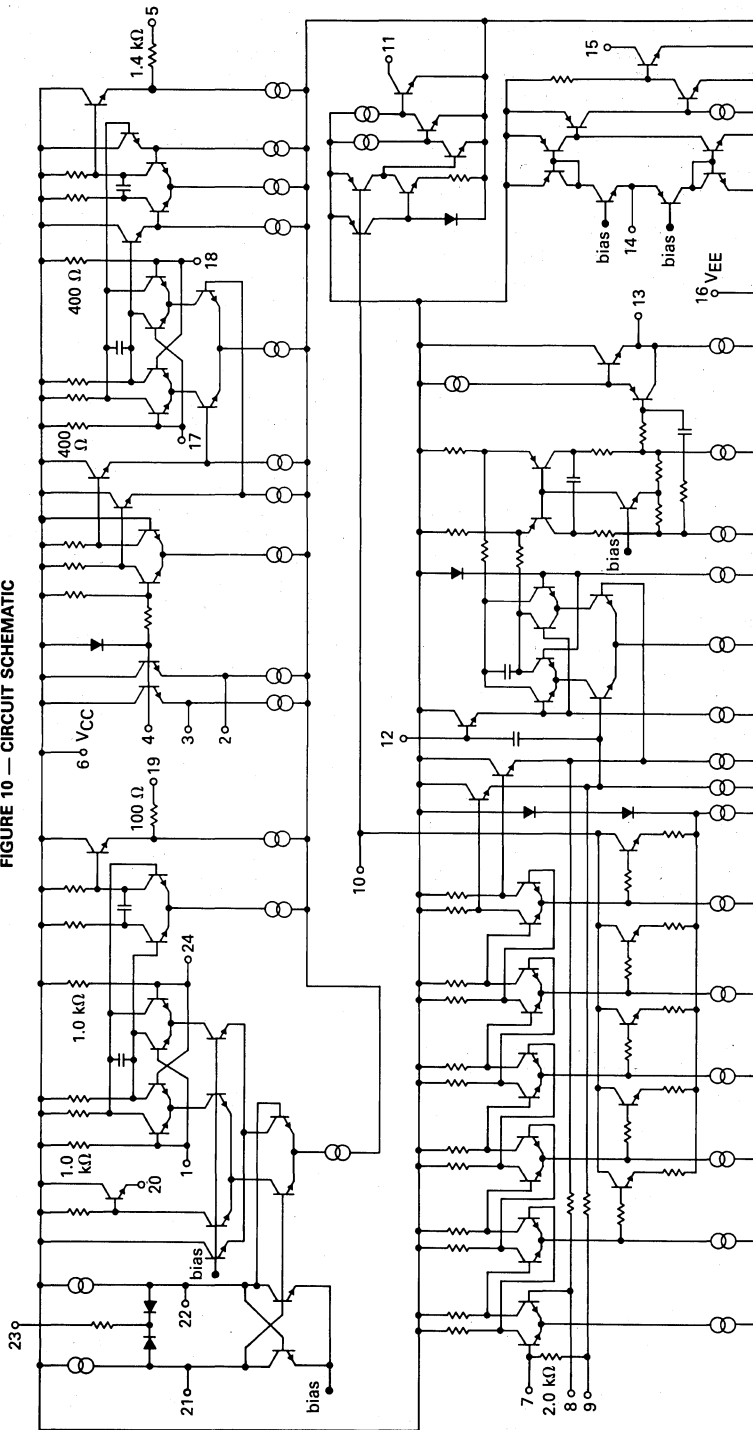 FIGURE 10 — CIRCUIT SCHEMATIC
23
21
22
bias
bias
20
1
1.0 kΩ
1.0 kΩ
24
100 Ω
19
6 VCC
4
3
2
400 Ω
400 Ω
17
18
1.4 kΩ
5
7
2.0 kΩ
8
9
10
12
bias
13
16 VEE
11
bias
14
bias
15